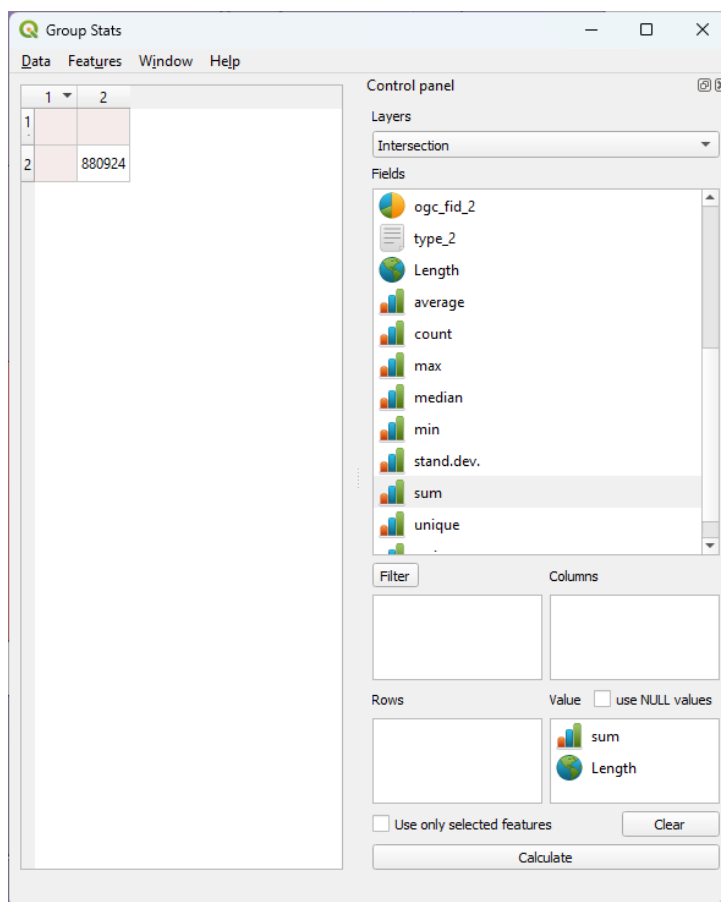 Group Stats
Data Features Window Help
1 2
1
2 880924
Control panel
Layers
Intersection
Fields
ogc_fid_2
type_2
Length
average
count
max
median
min
stand.dev.
sum
unique
Filter
Columns
Rows
Value use NULL values
sum
Length
Use only selected features
Clear
Calculate